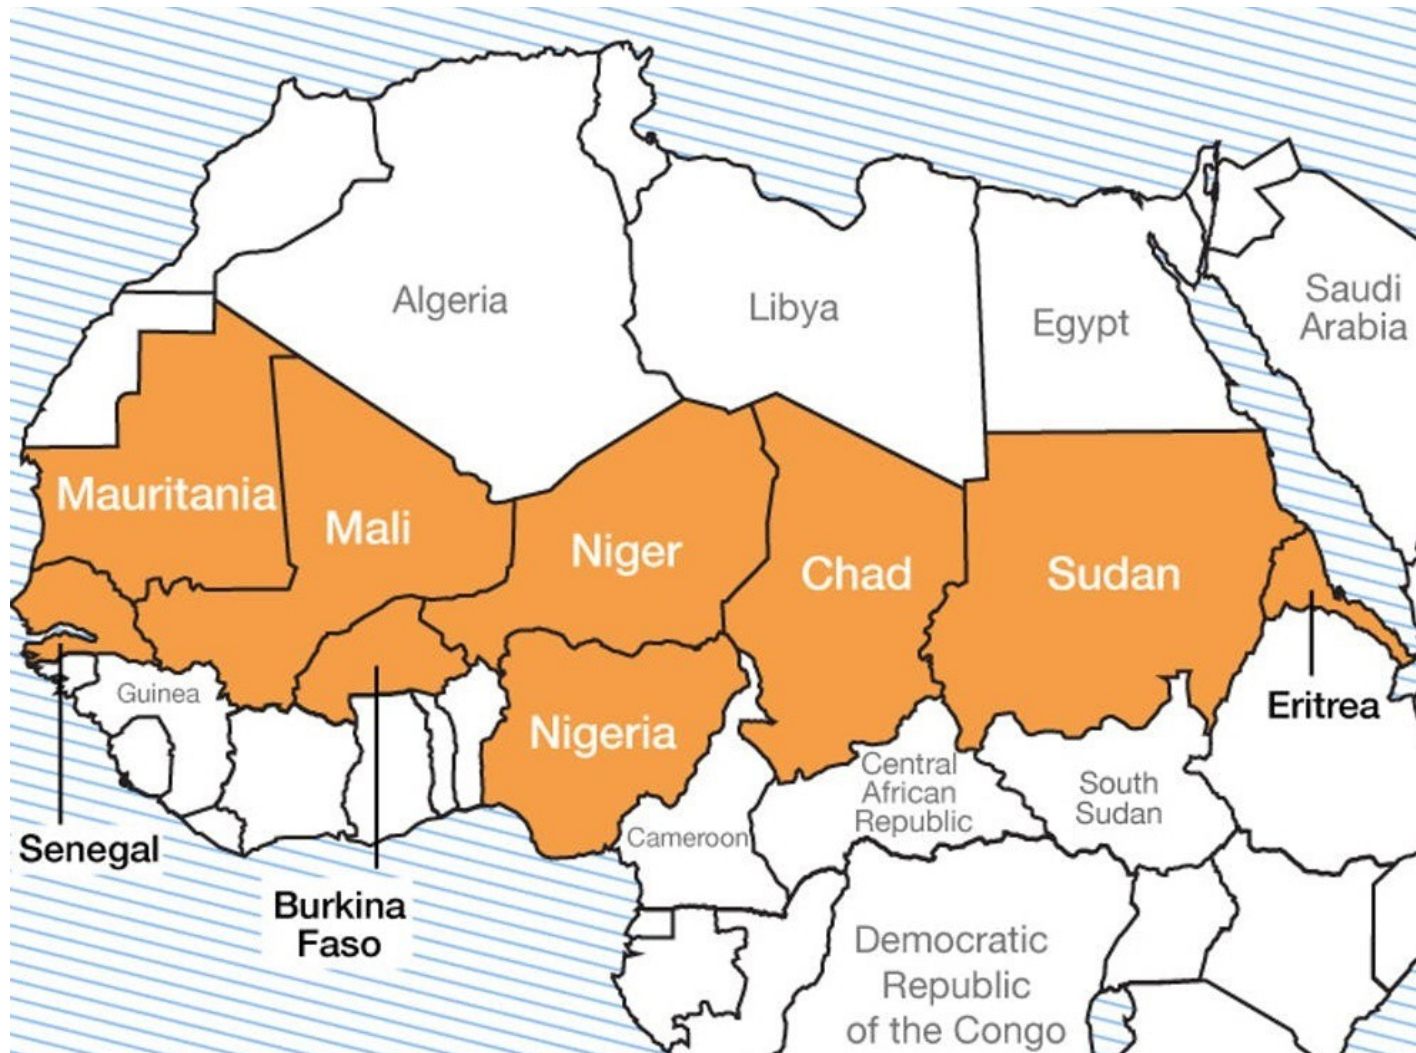 Algeria
Libya
Egypt
Saudi
Arabia
Mauritania
Mali
Niger
Chad
Sudan
Eritrea
Guinea
Nigeria
Central
African
Republic
South
Sudan
Cameroon
Senegal
Burkina
Faso
Democratic
Republic
of the Congo